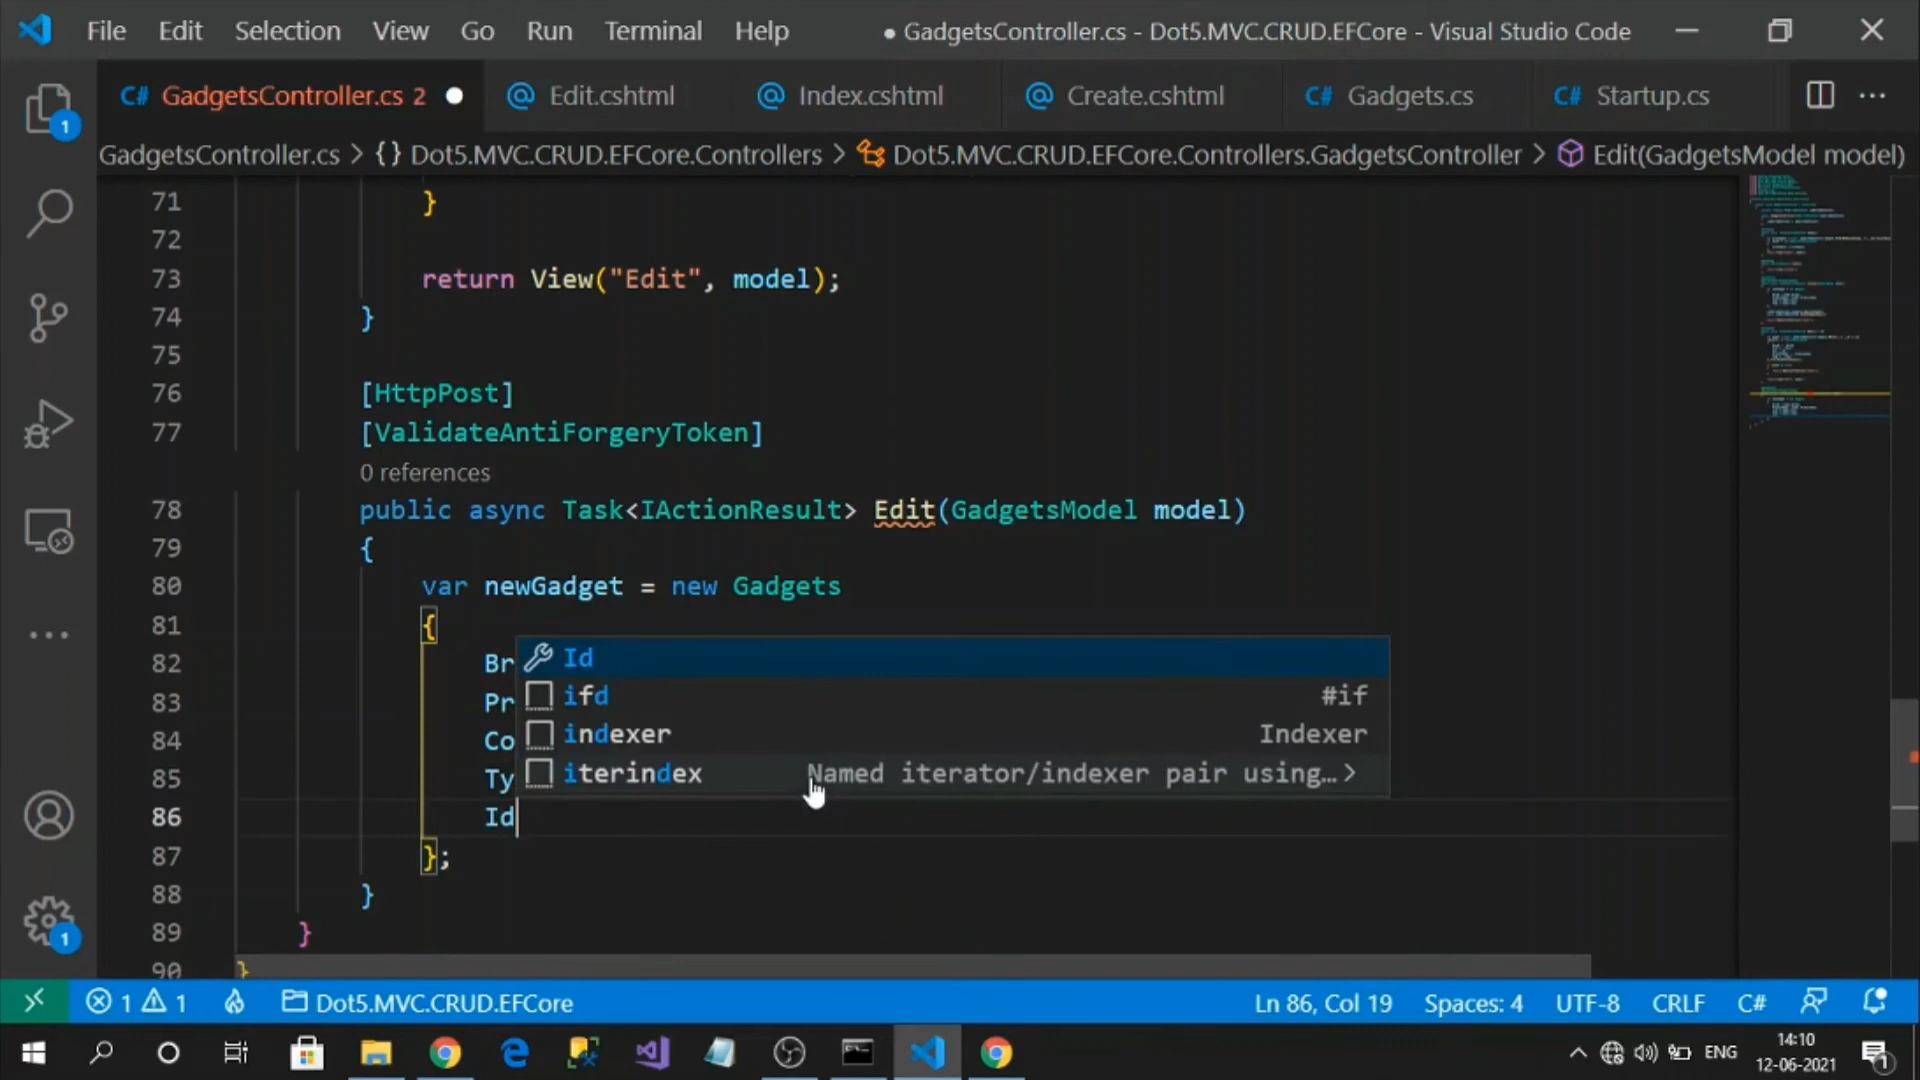 File Edit Selection View Go Run Terminal Help ● GadgetsController.cs - Dot5.MVC.CRUD.EFCore - Visual Studio Code
C# GadgetsController.cs 2 Edit.cshtml Index.cshtml Create.cshtml C# Gadgets.cs C# Startup.cs
GadgetsController.cs > {} Dot5.MVC.CRUD.EFCore.Controllers > Dot5.MVC.CRUD.EFCore.Controllers.GadgetsController > Edit(GadgetsModel model)
71 }
72
73 return View("Edit", model);
74 }
75
76 [HttpPost]
77 [ValidateAntiForgeryToken]
0 references
78 public async Task<IActionResult> Edit(GadgetsModel model)
79 {
80 var newGadget = new Gadgets
81 {
82 Br
83 Pr
84 Co
85 Ty
86 Id
87 };
88 }
89 }
90 }
Id
ifd #if
indexer Indexer
iterindex Named iterator/indexer pair using…
1
1
1 1 Dot5.MVC.CRUD.EFCore Ln 86, Col 19 Spaces: 4 UTF-8 CRLF C#
ENG 14:10
12-06-2021
1